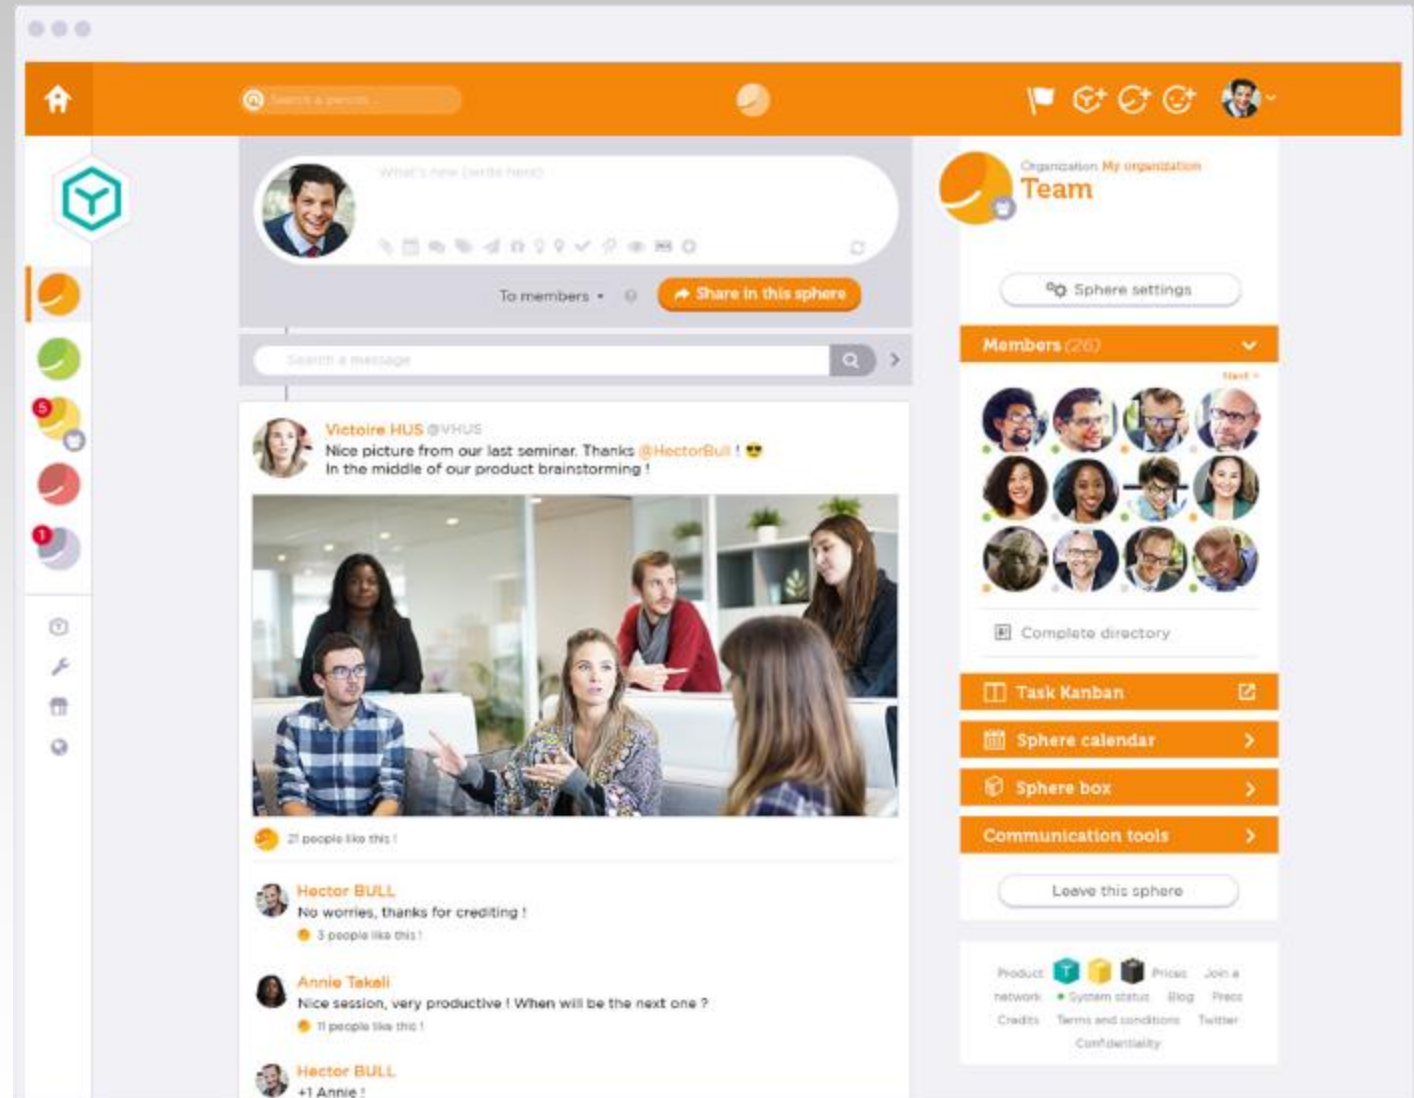 Search a person
What's new (write here)
To members
Share in this sphere
Search a message
Victoire HUS @VHUS
Nice picture from our last seminar. Thanks @HectorBull !
In the middle of our product brainstorming !
21 people like this !
Hector BULL
No worries, thanks for crediting !
3 people like this !
Annie Takali
Nice session, very productive ! When will be the next one ?
11 people like this !
Hector BULL
+1 Annie !
5
1
Organization My organization
Team
Sphere settings
Members (26)
Next >
Complete directory
Task Kanban
Sphere calendar
Sphere box
Communication tools
Leave this sphere
Product Prices Join a
network System status Blog Press
Credits Terms and conditions Twitter
Confidentiality